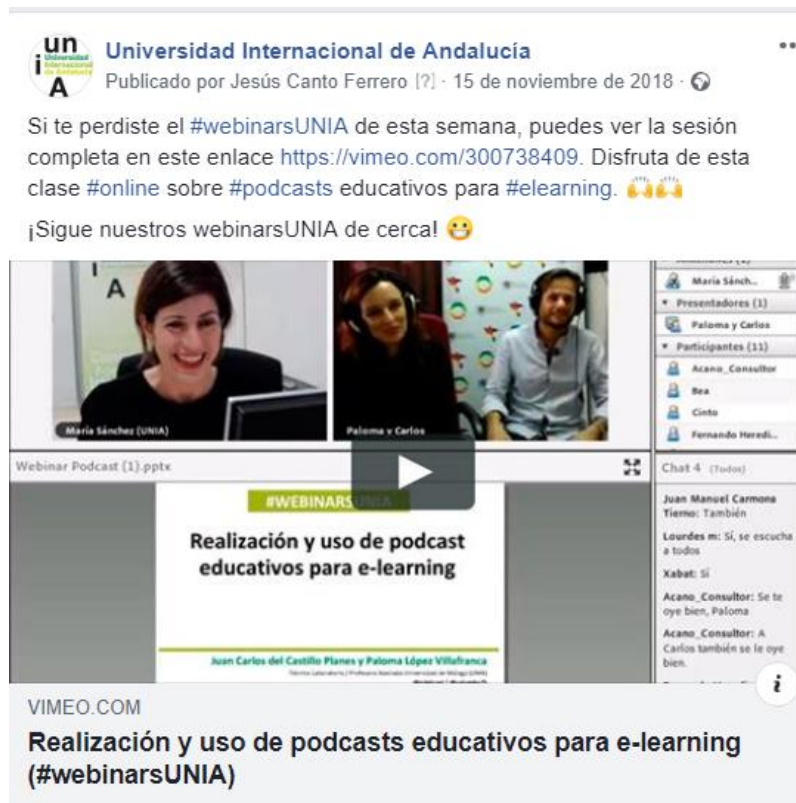 un
i
A
Universidad
Internacional
de Andalucía
Universidad Internacional de Andalucía
Publicado por Jesús Canto Ferrero [?] · 15 de noviembre de 2018 ·
Si te perdiste el #webinarsUNIA de esta semana, puedes ver la sesión
completa en este enlace https://vimeo.com/300738409. Disfruta de esta
clase #online sobre #podcasts educativos para #elearning. 🙌🙌
¡Sigue nuestros webinarsUNIA de cerca! 😀
i
A
María Sánchez (UNIA)
Paloma y Carlos
María Sánch...
Presentadores (1)
Paloma y Carlos
Participantes (11)
Acano_Consultor
Bea
Cinto
Fernando Heredi...
Webinar Podcast (1).pptx
#WEBINARSUNIA
Realización y uso de podcast
educativos para e-learning
Juan Carlos del Castillo Planes y Paloma López Villafranca
Chat 4 (Todos)
Juan Manuel Carmona
Tierno: También
Lourdes m: Sí, se escucha
a todos
Xabat: Sí
Acano_Consultor: Se te
oye bien, Paloma
Acano_Consultor: A
Carlos también se le oye
bien.
i
VIMEO.COM
Realización y uso de podcasts educativos para e-learning
(#webinarsUNIA)